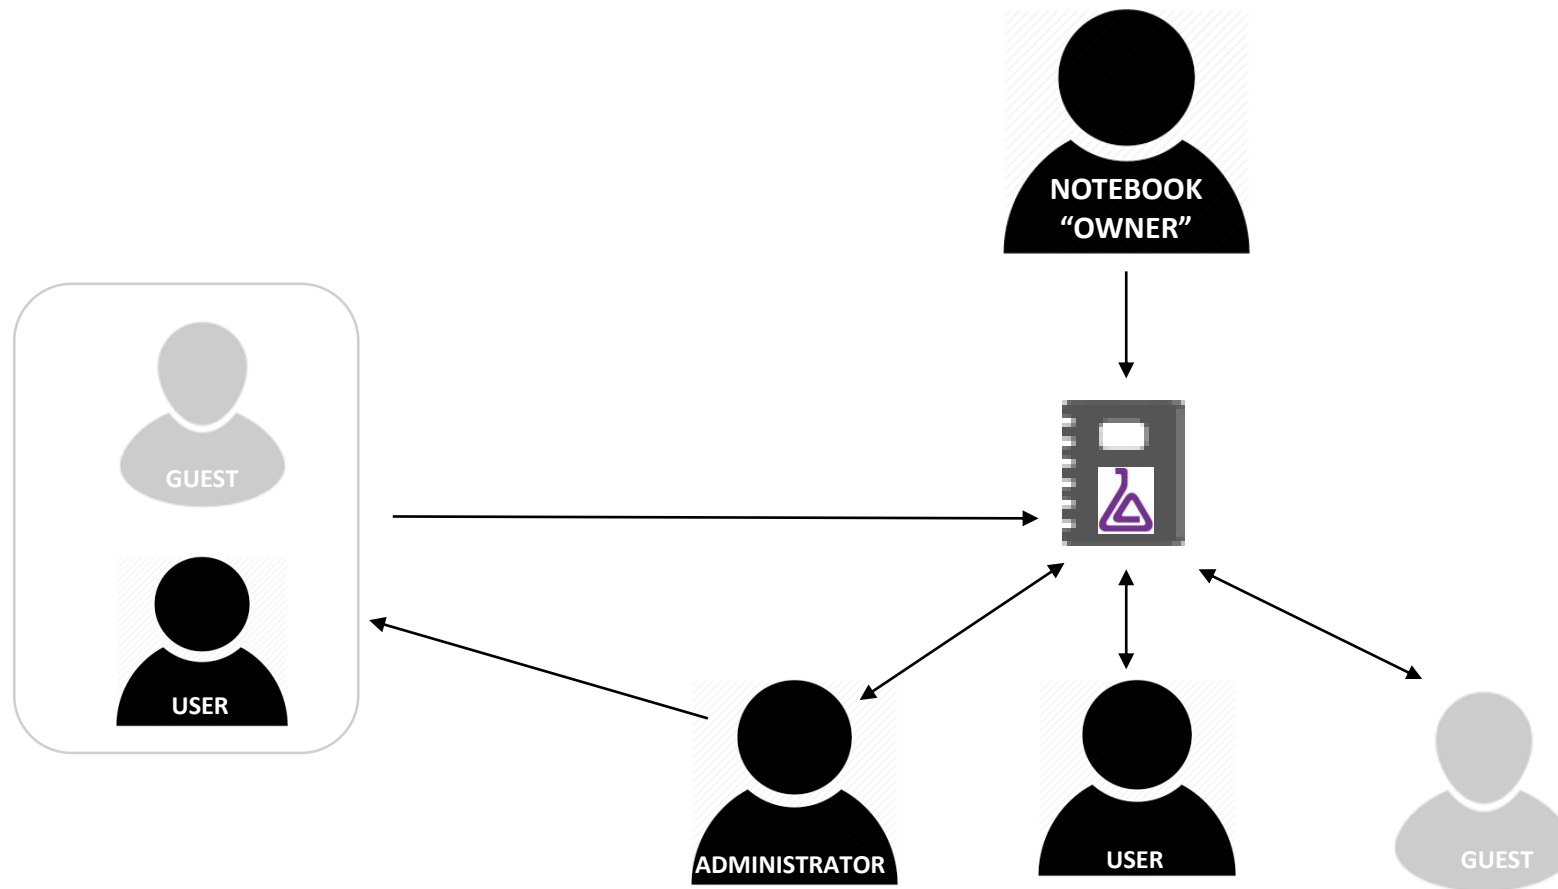 NOTEBOOK
“OWNER”
GUEST
USER
ADMINISTRATOR
USER
GUEST